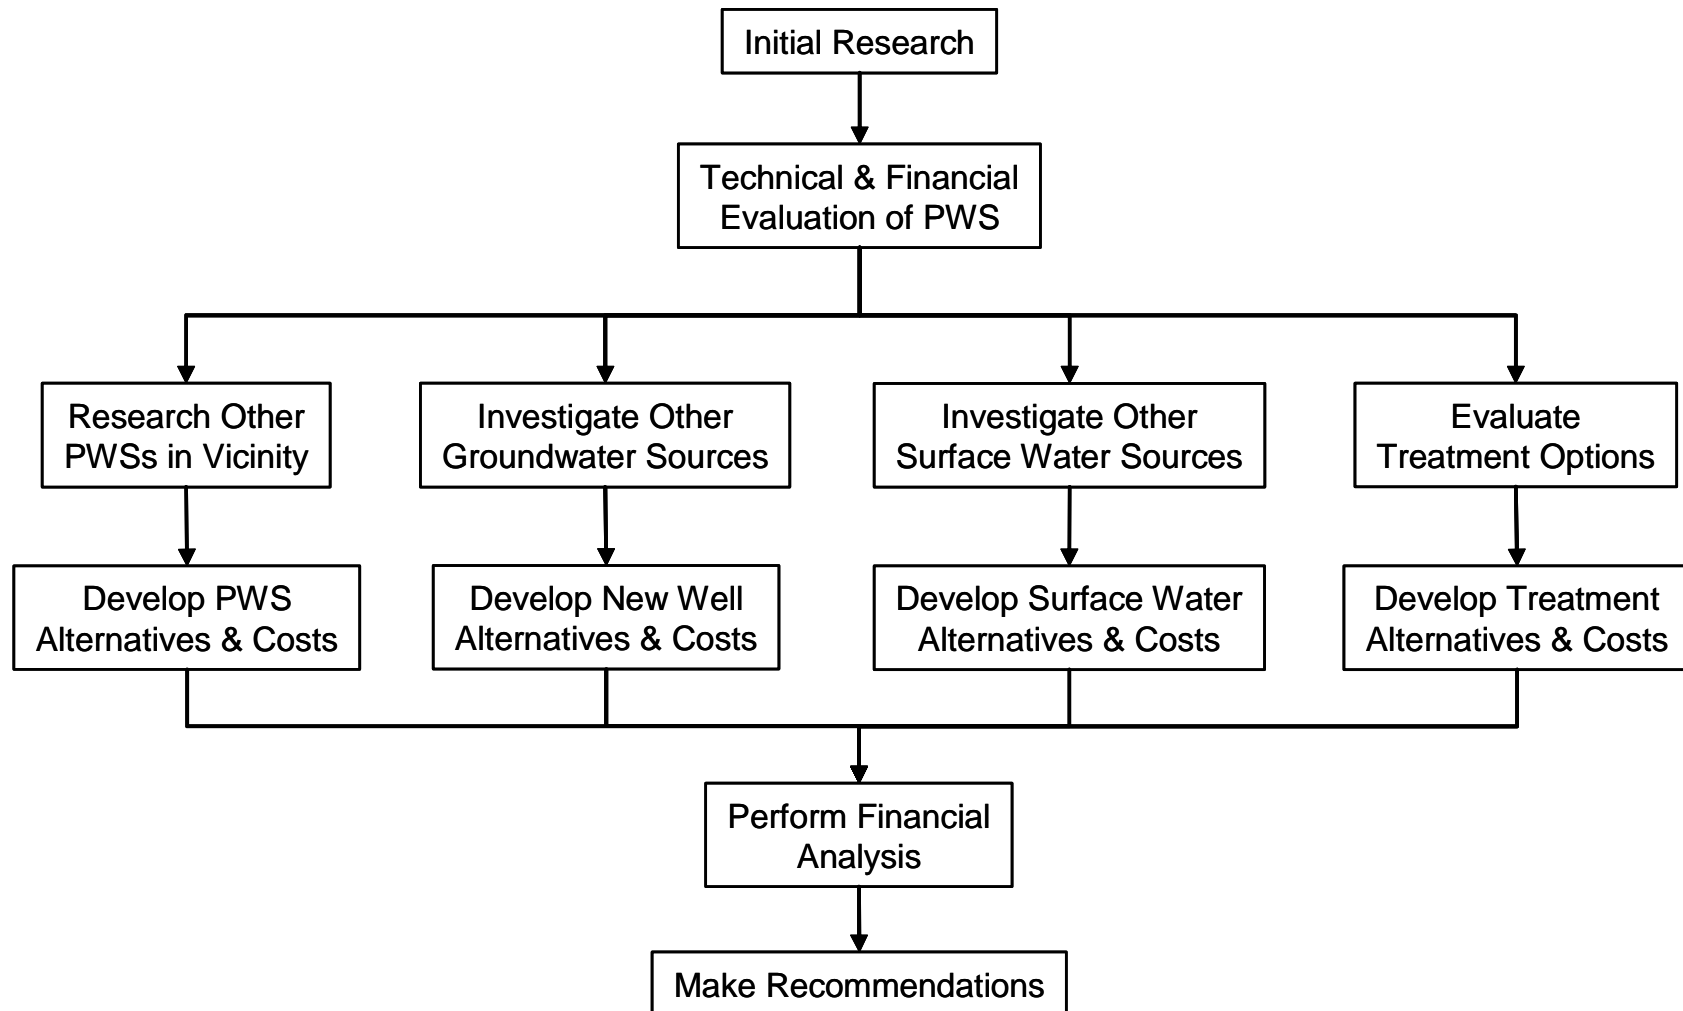 Initial Research
Technical & Financial
Evaluation of PWS
Research Other
PWSs in Vicinity
Investigate Other
Groundwater Sources
Investigate Other
Surface Water Sources
Evaluate
Treatment Options
Develop PWS
Alternatives & Costs
Develop New Well
Alternatives & Costs
Develop Surface Water
Alternatives & Costs
Develop Treatment
Alternatives & Costs
Perform Financial
Analysis
Make Recommendations